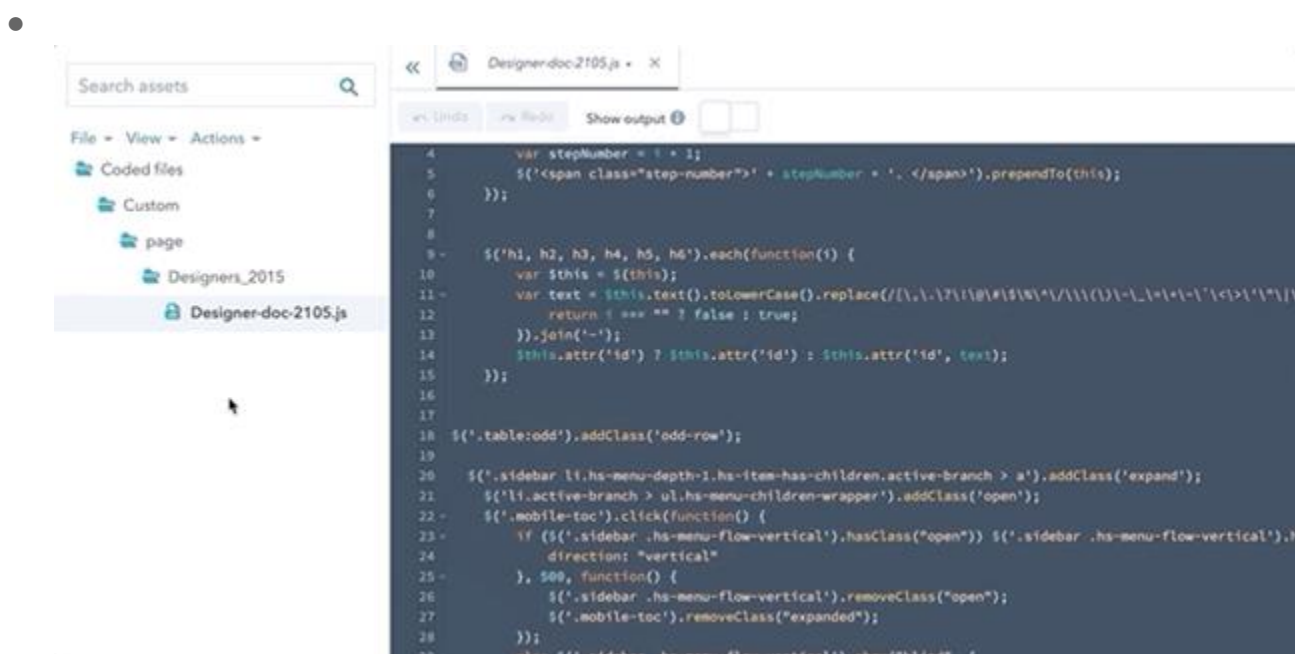 Search assets
File View Actions
Coded files
Custom
page
Designers_2015
Designer-doc-2105.js
«
Designer-doc-2105.js • ×
Undo Redo Show output
4 var stepNumber = i + 1;
5 $('<span class="step-number">' + stepNumber + '. </span>').prependTo(this);
6 });
7
8
9 $('h1, h2, h3, h4, h5, h6').each(function(i) {
10 var $this = $(this);
11 var text = $this.text().toLowerCase().replace(
12 return i === "" ? false : true;
13 }).join('-');
14 $this.attr('id') ? $this.attr('id') : $this.attr('id', text);
15 });
16
17
18 $('.table:odd').addClass('odd-row');
19
20 $('.sidebar li.hs-menu-depth-1.hs-item-has-children.active-branch > a').addClass('expand');
21 $('li.active-branch > ul.hs-menu-children-wrapper').addClass('open');
22 $('.mobile-toc').click(function() {
23 if ($('.sidebar .hs-menu-flow-vertical').hasClass("open")) $('.sidebar .hs-menu-flow-vertical').
24 direction: "vertical"
25 }, 500, function() {
26 $('.sidebar .hs-menu-flow-vertical').removeClass("open");
27 $('.mobile-toc').removeClass("expanded");
28 });